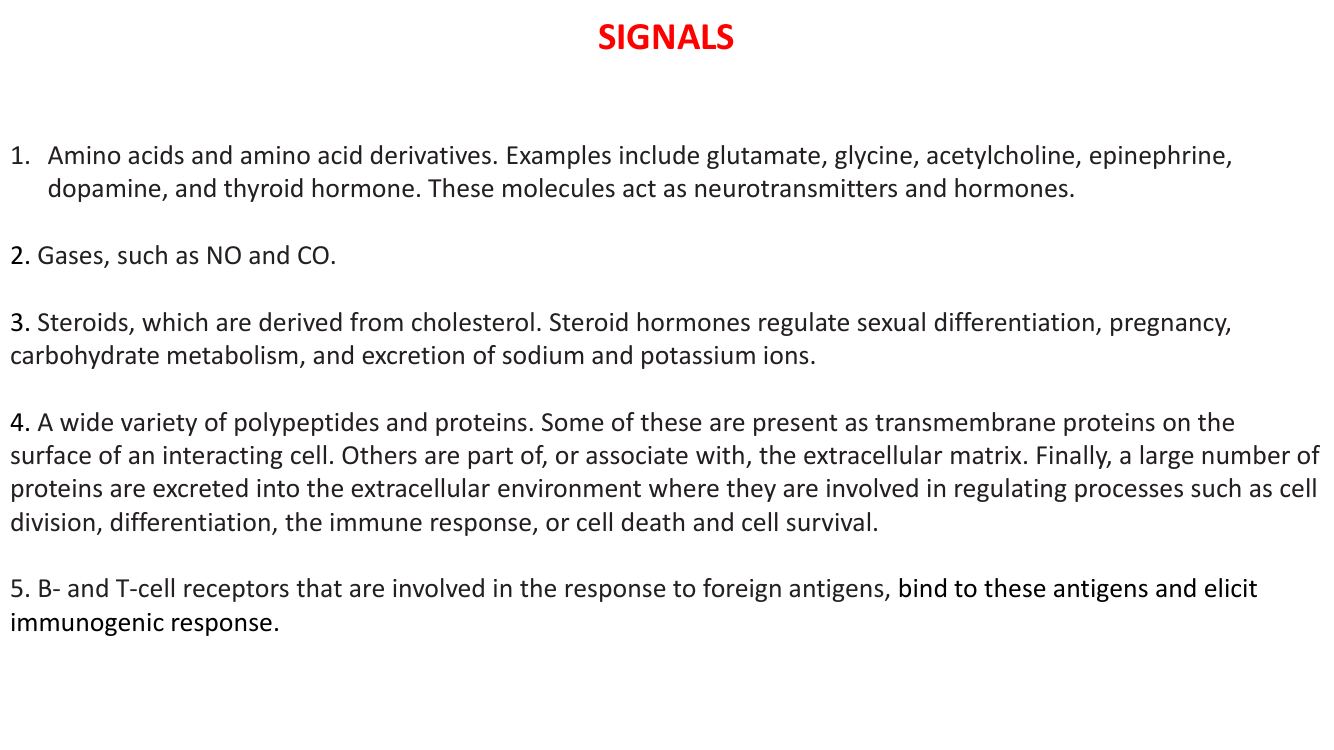 SIGNALS
1. Amino acids and amino acid derivatives. Examples include glutamate, glycine, acetylcholine, epinephrine,
dopamine, and thyroid hormone. These molecules act as neurotransmitters and hormones.
2. Gases, such as NO and CO.
3. Steroids, which are derived from cholesterol. Steroid hormones regulate sexual differentiation, pregnancy,
carbohydrate metabolism, and excretion of sodium and potassium ions.
4. A wide variety of polypeptides and proteins. Some of these are present as transmembrane proteins on the
surface of an interacting cell. Others are part of, or associate with, the extracellular matrix. Finally, a large number of
proteins are excreted into the extracellular environment where they are involved in regulating processes such as cell
division, differentiation, the immune response, or cell death and cell survival.
5. B- and T-cell receptors that are involved in the response to foreign antigens, bind to these antigens and elicit
immunogenic response.